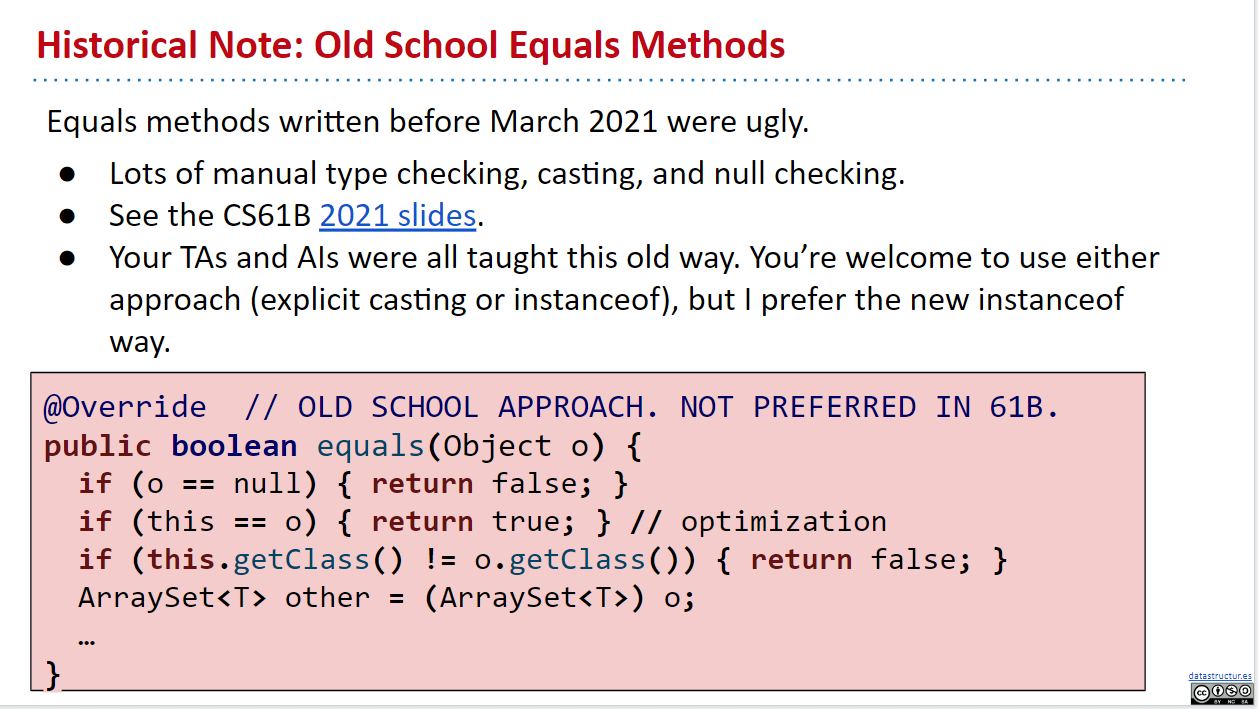 Historical Note: Old School Equals Methods
Equals methods written before March 2021 were ugly.
● Lots of manual type checking, casting, and null checking.
● See the CS61B 2021 slides.
● Your TAs and AIs were all taught this old way. You’re welcome to use either
approach (explicit casting or instanceof), but I prefer the new instanceof
way.
@Override  // OLD SCHOOL APPROACH. NOT PREFERRED IN 61B.
public boolean equals(Object o) {
  if (o == null) { return false; }
  if (this == o) { return true; } // optimization
  if (this.getClass() != o.getClass()) { return false; }
  ArraySet<T> other = (ArraySet<T>) o;
  …
}
datastructur.es
cc
BY NC SA